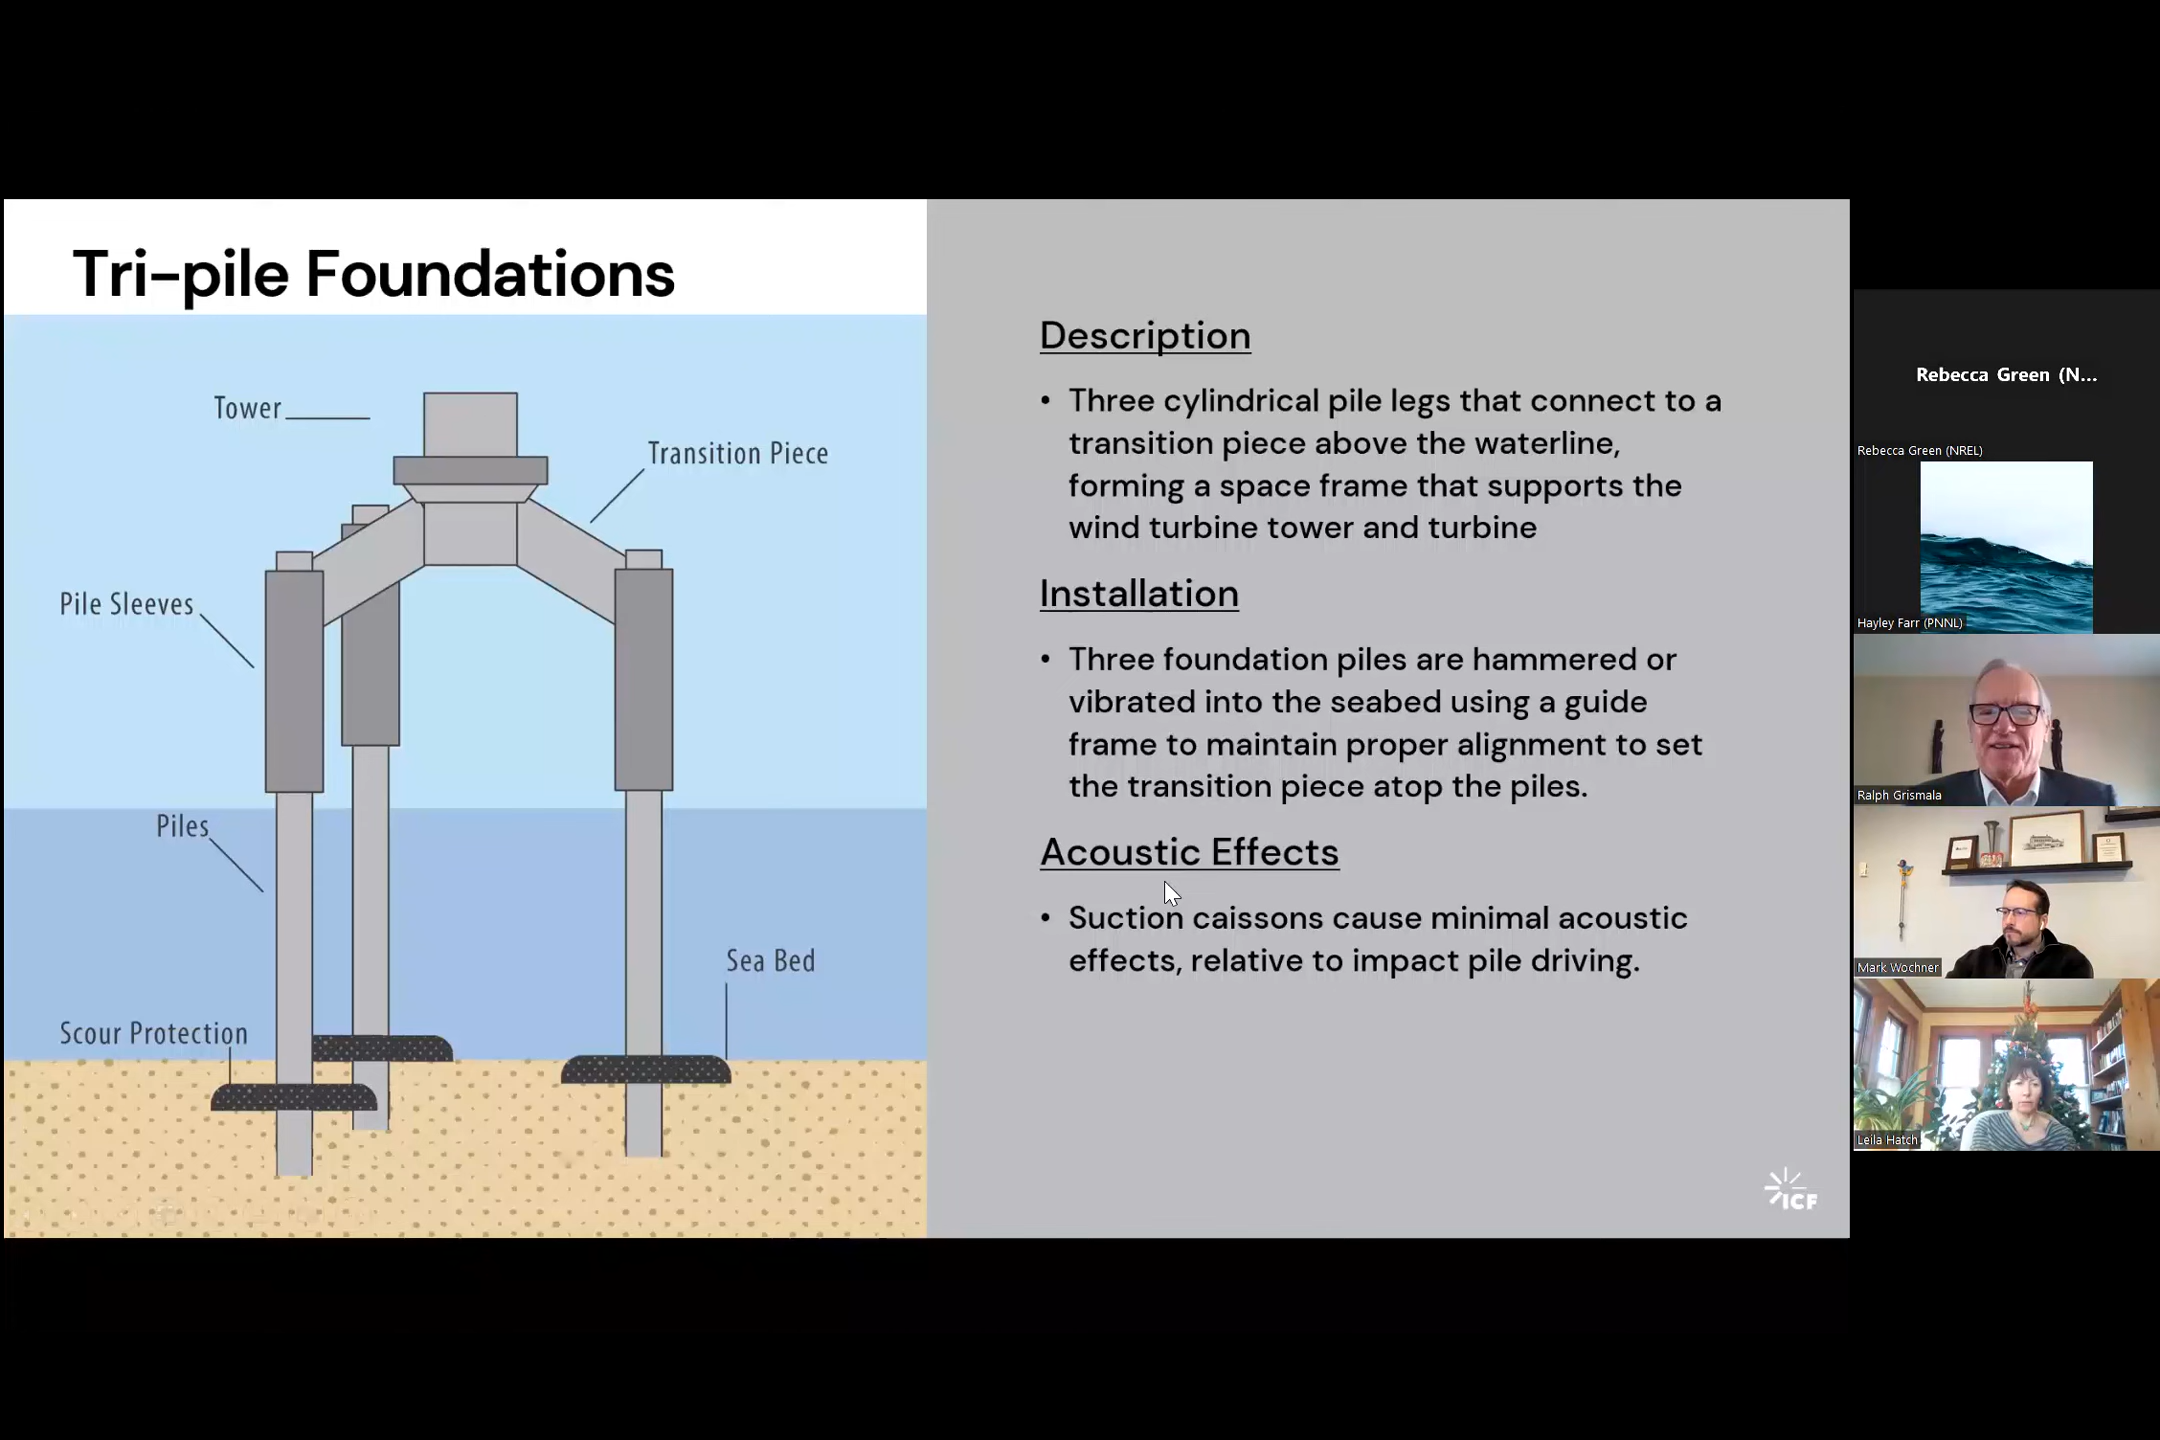 Tri-pile Foundations
Tower
Transition Piece
Pile Sleeves
Piles
Sea Bed
Scour Protection
Description
• Three cylindrical pile legs that connect to a
transition piece above the waterline,
forming a space frame that supports the
wind turbine tower and turbine
Installation
• Three foundation piles are hammered or
vibrated into the seabed using a guide
frame to maintain proper alignment to set
the transition piece atop the piles.
Acoustic Effects
• Suction caissons cause minimal acoustic
effects, relative to impact pile driving.
ICF
Rebecca Green (N...
Rebecca Green (NREL)
Hayley Farr (PNNL)
Ralph Grismala
Mark Wochner
Leila Hatch